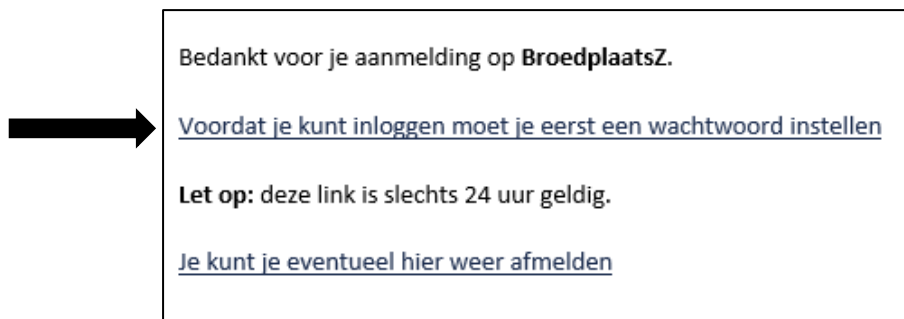 Bedankt voor je aanmelding op BroedplaatsZ.
Voordat je kunt inloggen moet je eerst een wachtwoord instellen
Let op: deze link is slechts 24 uur geldig.
Je kunt je eventueel hier weer afmelden